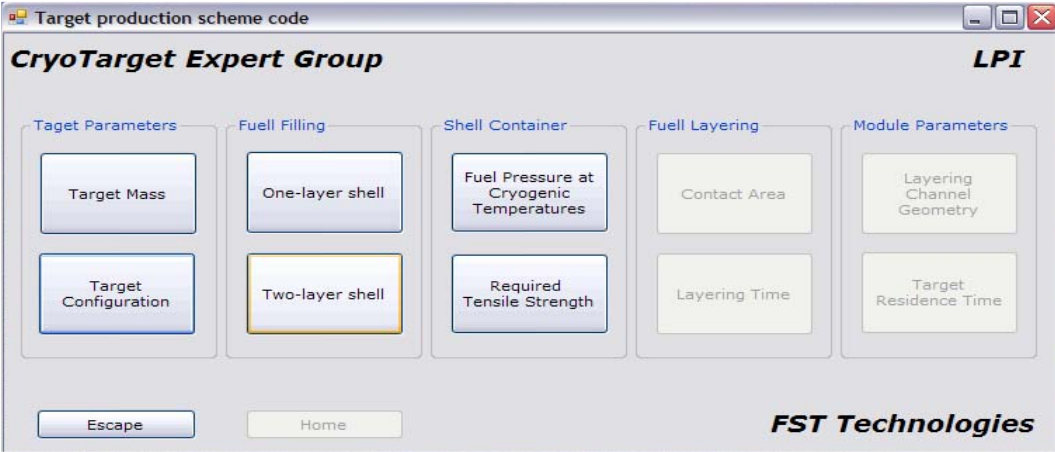 Target production scheme code
CryoTarget Expert Group
LPI
Taget Parameters
Fuell Filling
Shell Container
Fuell Layering
Module Parameters
Target Mass
One-layer shell
Fuel Pressure at
Cryogenic
Temperatures
Contact Area
Layering
Channel
Geometry
Target
Configuration
Two-layer shell
Required
Tensile Strength
Layering Time
Target
Residence Time
Escape
Home
FST Technologies